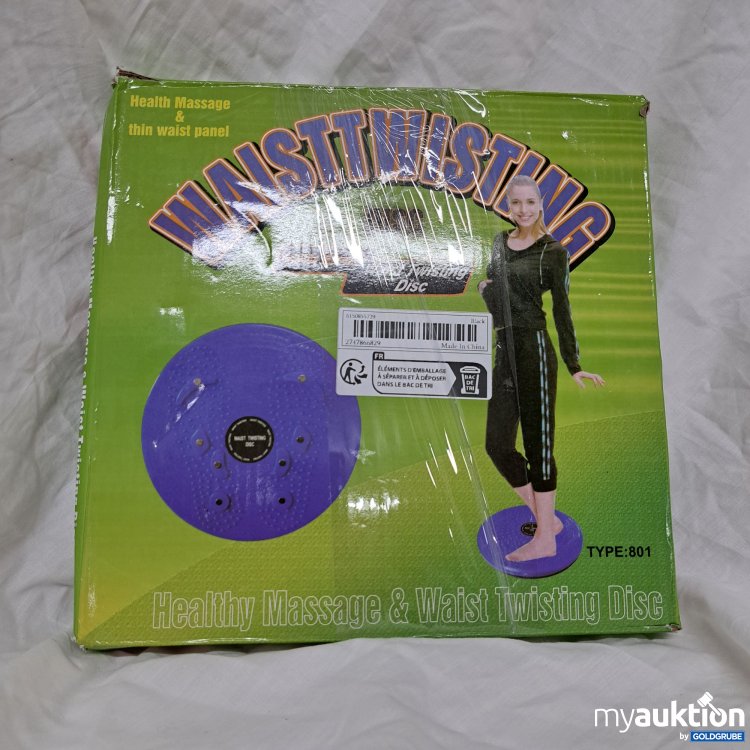 Health Massage
&
thin waist panel
WAISTTWISTING
Twisting
Disc
2747866829
Black
Made In China
FR
ÉLÉMENTS D'EMBALLAGE
À SÉPARER ET À DÉPOSER
DANS LE BAC DE TRI
BAC
DE
TRI
WAIST TWISTING
DISC
TYPE:801
Healthy Massage & Waist Twisting Disc
myauktion
by GOLDGRUBE